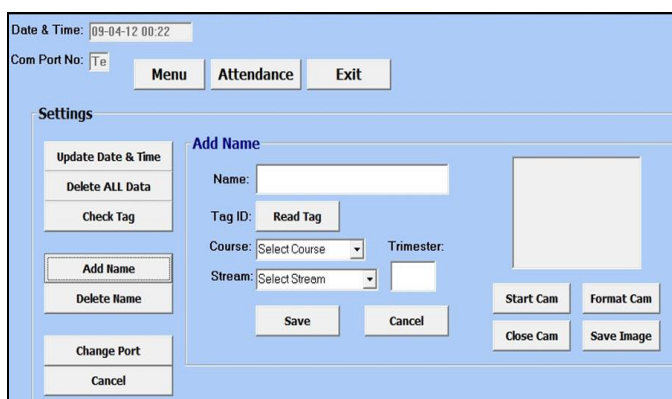 Date & Time: 09-04-12 00:22
Com Port No: Te
Menu Attendance Exit
Settings
Update Date & Time
Delete ALL Data
Check Tag
Add Name
Delete Name
Change Port
Cancel
Add Name
Name:
Tag ID: Read Tag
Course: Select Course Trimester:
Stream: Select Stream
Save Cancel
Start Cam Format Cam
Close Cam Save Image